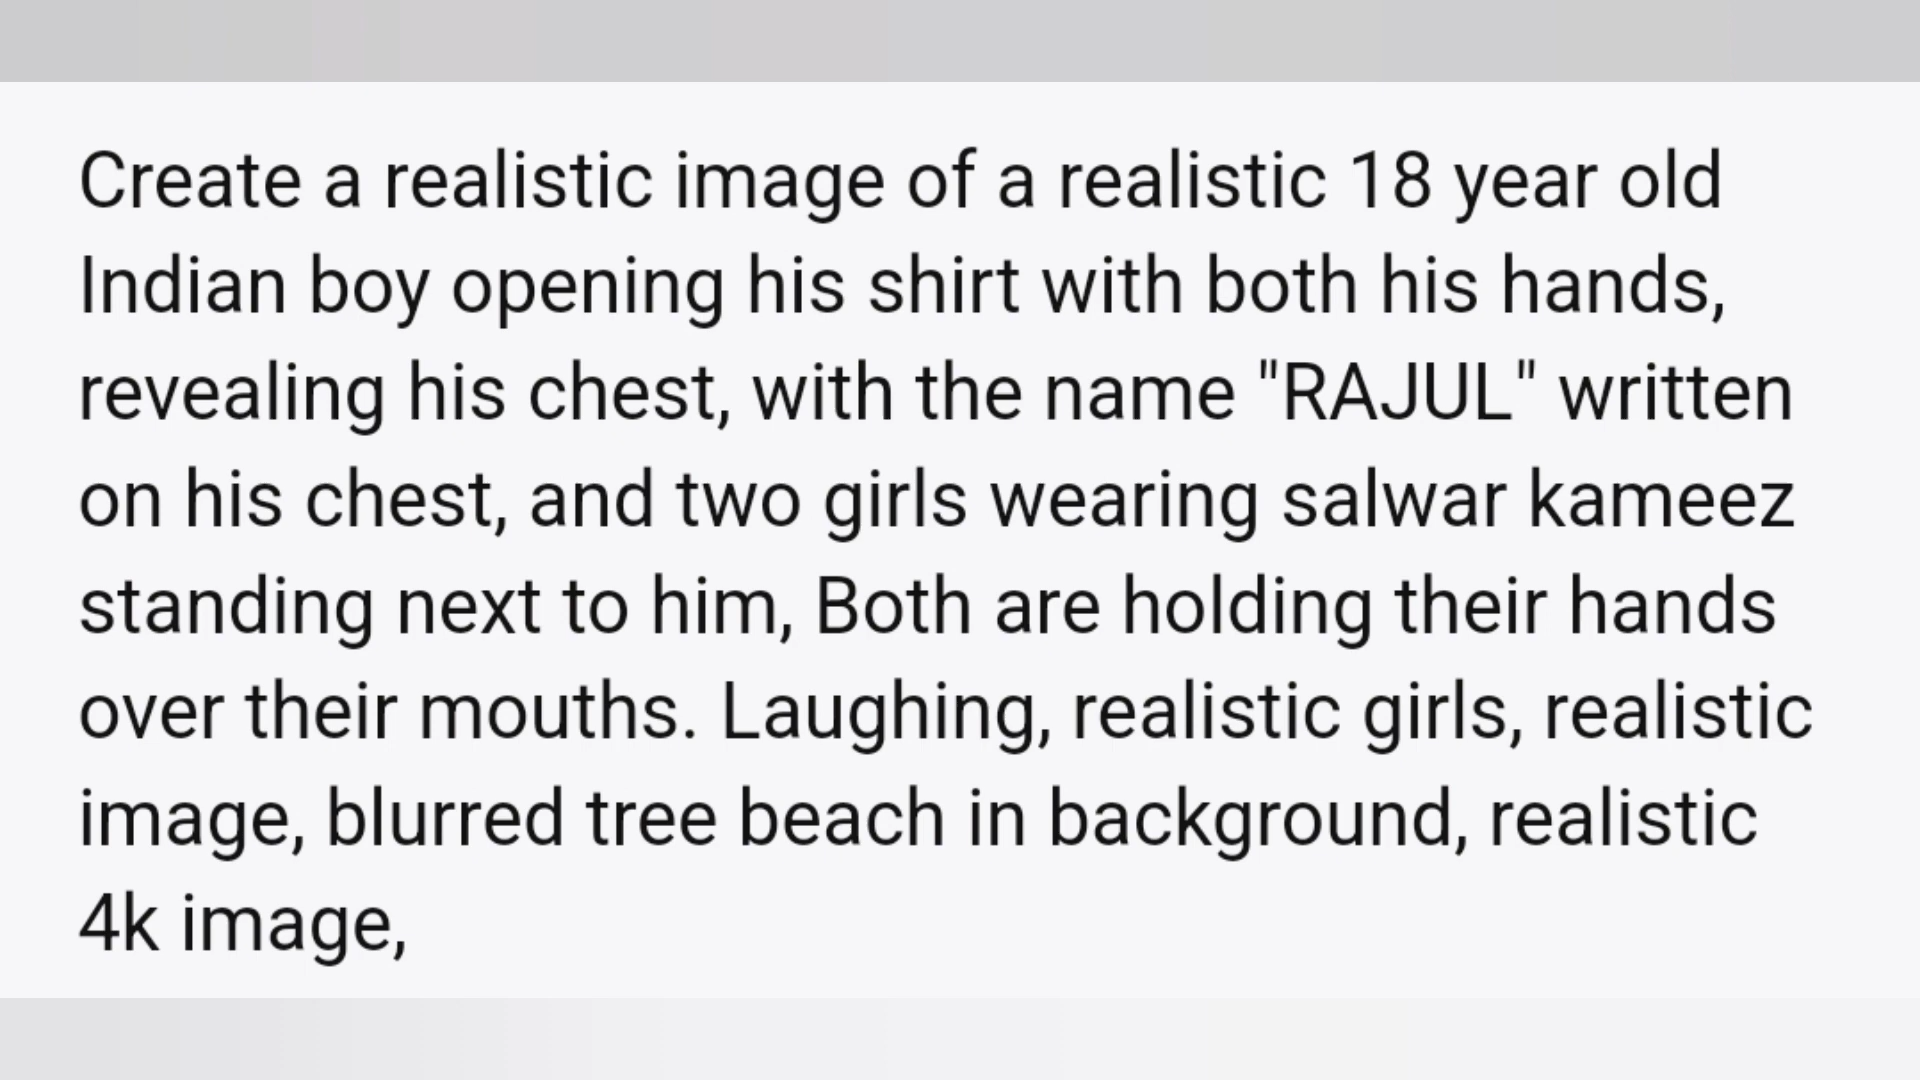 Create a realistic image of a realistic 18 year old
Indian boy opening his shirt with both his hands,
revealing his chest, with the name "RAJUL" written
on his chest, and two girls wearing salwar kameez
standing next to him, Both are holding their hands
over their mouths. Laughing, realistic girls, realistic
image, blurred tree beach in background, realistic
4k image,